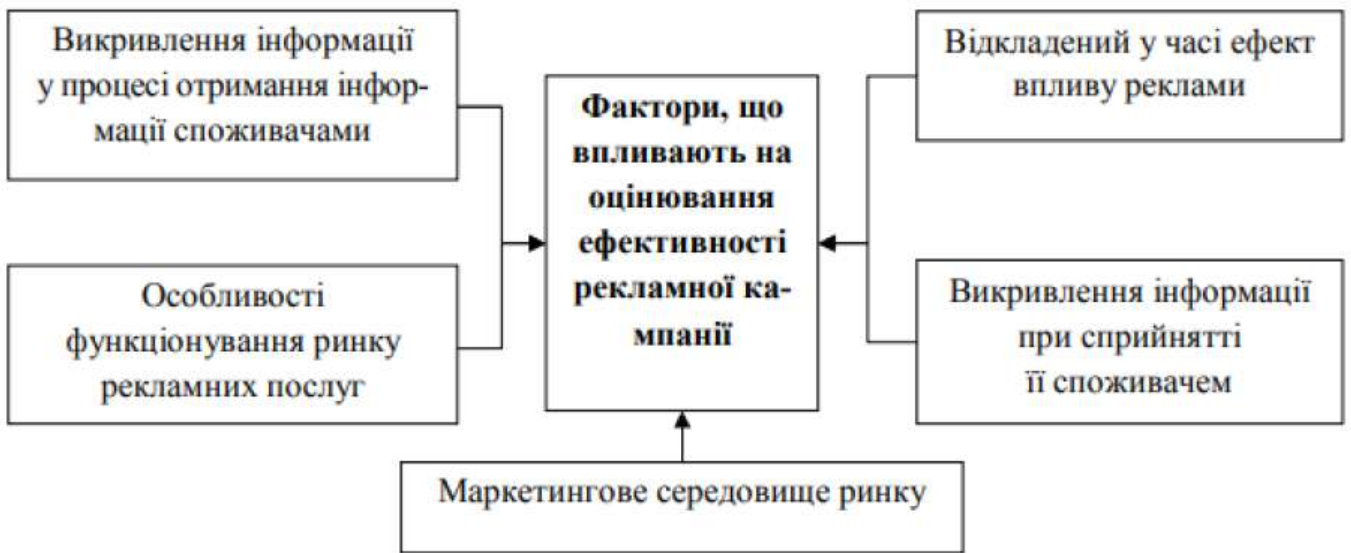 Викривлення інформації
у процесі отримання інфор-
мації споживачами
Особливості
функціонування ринку
рекламних послуг
Фактори, що
впливають на
оцінювання
ефективності
рекламної ка-
мпанії
Відкладений у часі ефект
впливу реклами
Викривлення інформації
при сприйнятті
її споживачем
Маркетингове середовище ринку